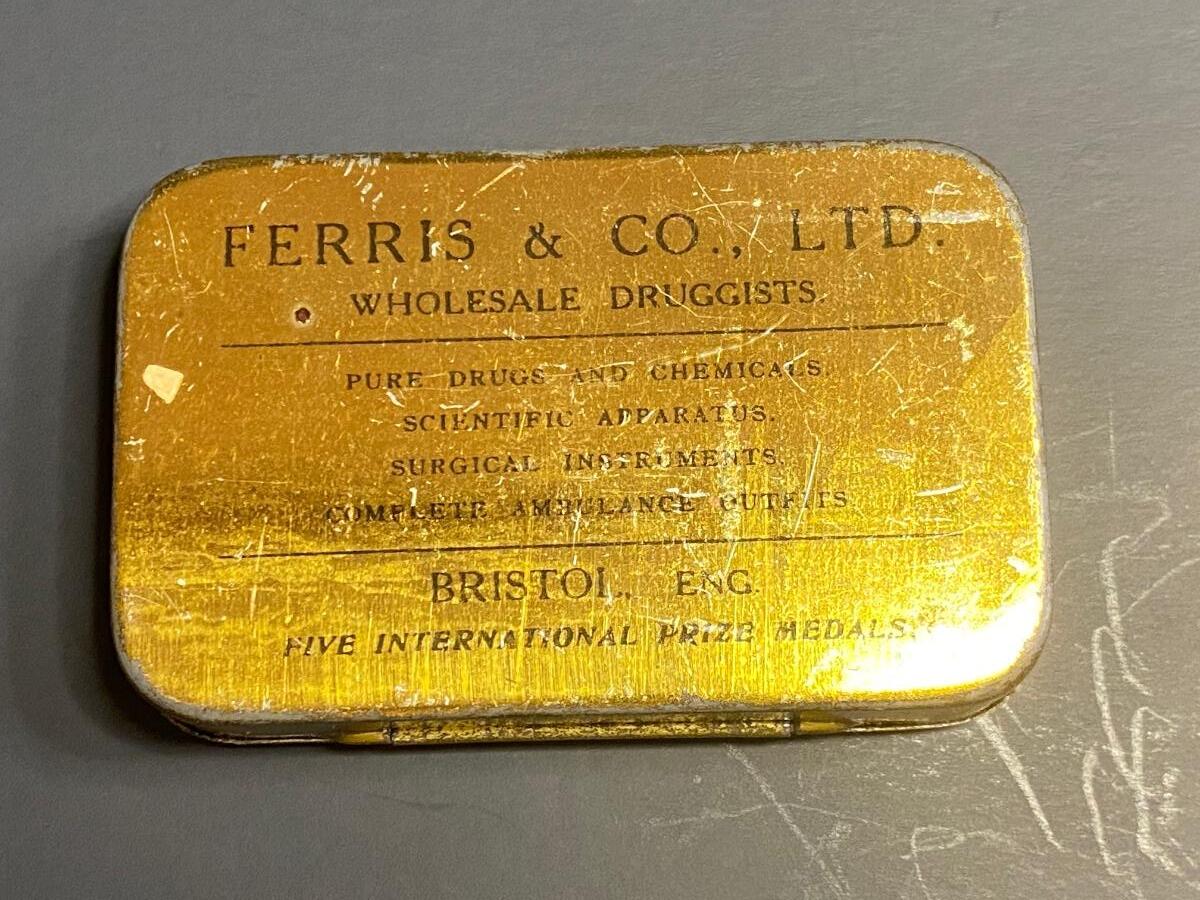 FERRIS & CO., LTD.
WHOLESALE DRUGGISTS.
PURE DRUGS AND CHEMICALS.
SCIENTIFIC APPARATUS.
SURGICAL INSTRUMENTS.
COMPLETE AMBULANCE OUTFITS
BRISTOL, ENG.
FIVE INTERNATIONAL PRIZE MEDALS.